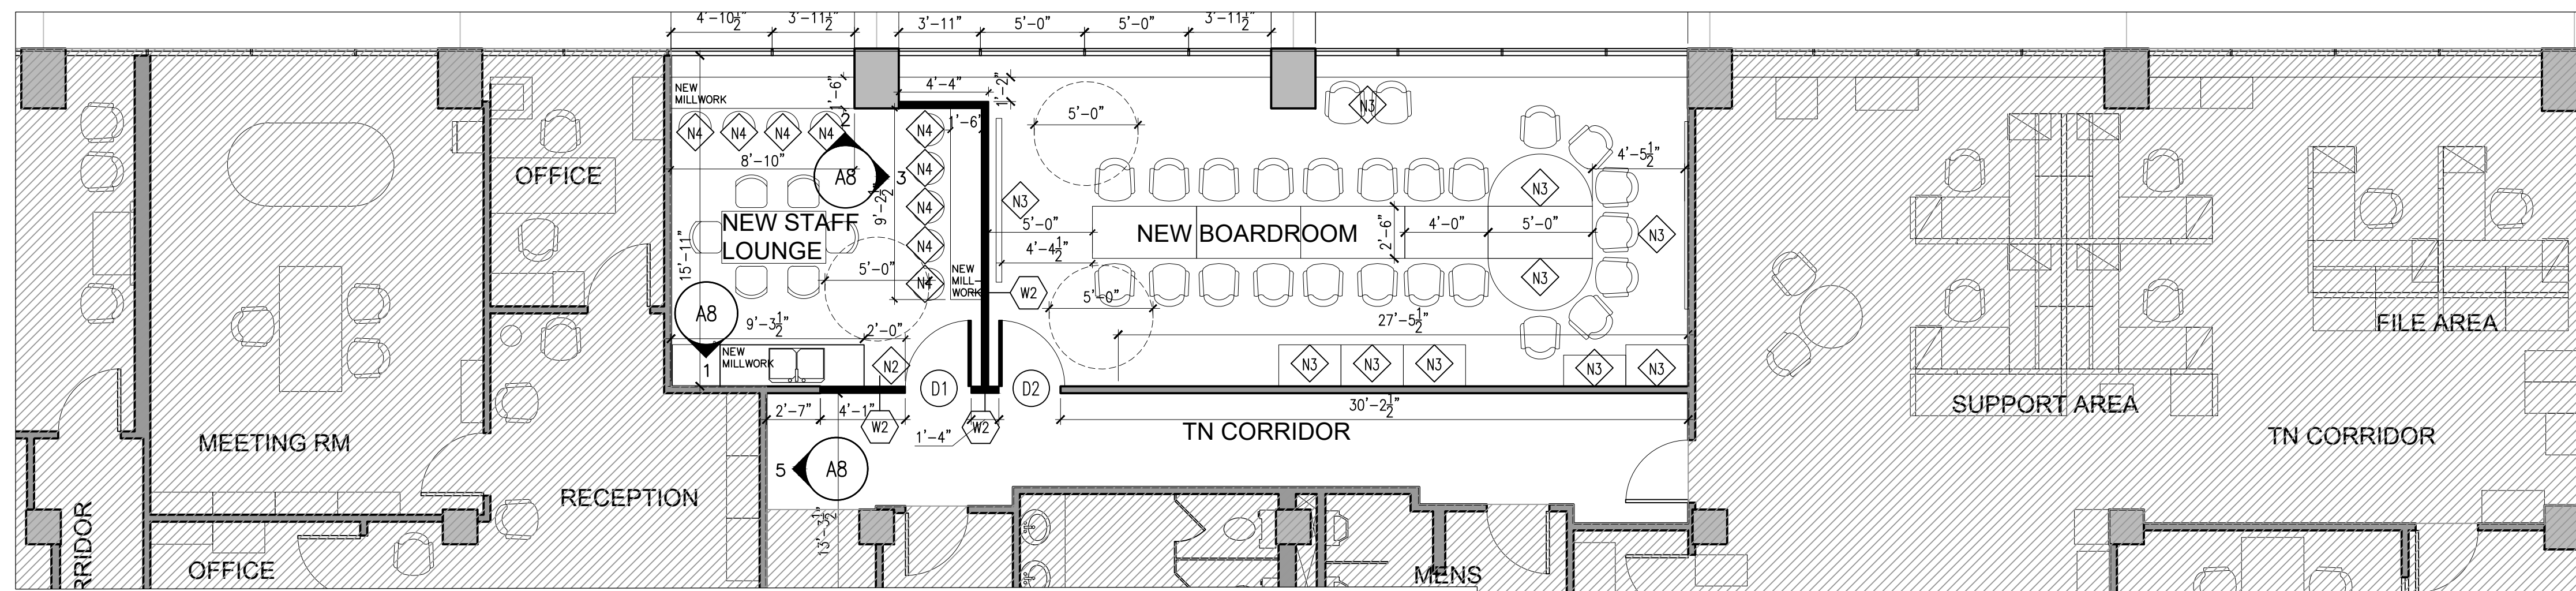 4'-10½" 3'-11½" 3'-11" 5'-0" 5'-0" 3'-11½"
NEW
MILLWORK
1'-6"
4'-4"
1'-2"
N3
N4 N4 N4 N4
2
N4
1'-6"
5'-0"
8'-10"
N4
4'-5½"
OFFICE
A8 3
N3
N3
9'-2½"
N4
NEW STAFF
LOUNGE
5'-0"
NEW BOARDROOM
2'-6"
4'-0"
5'-0"
N3
15'-11"
N4
4'-4½"
5'-0"
NEW
MILL-
WORK
N4
N3
W2
5'-0"
A8
9'-3½"
2'-0"
27'-5½"
FILE AREA
1
NEW
MILLWORK
N2
N3 N3 N3 N3 N3
D1 D2
2'-7" 4'-1"
30'-2½"
SUPPORT AREA
W2
1'-4"
W2
TN CORRIDOR
TN CORRIDOR
MEETING RM
5 A8
RECEPTION
13'-3½"
RRIDOR
OFFICE
MENS